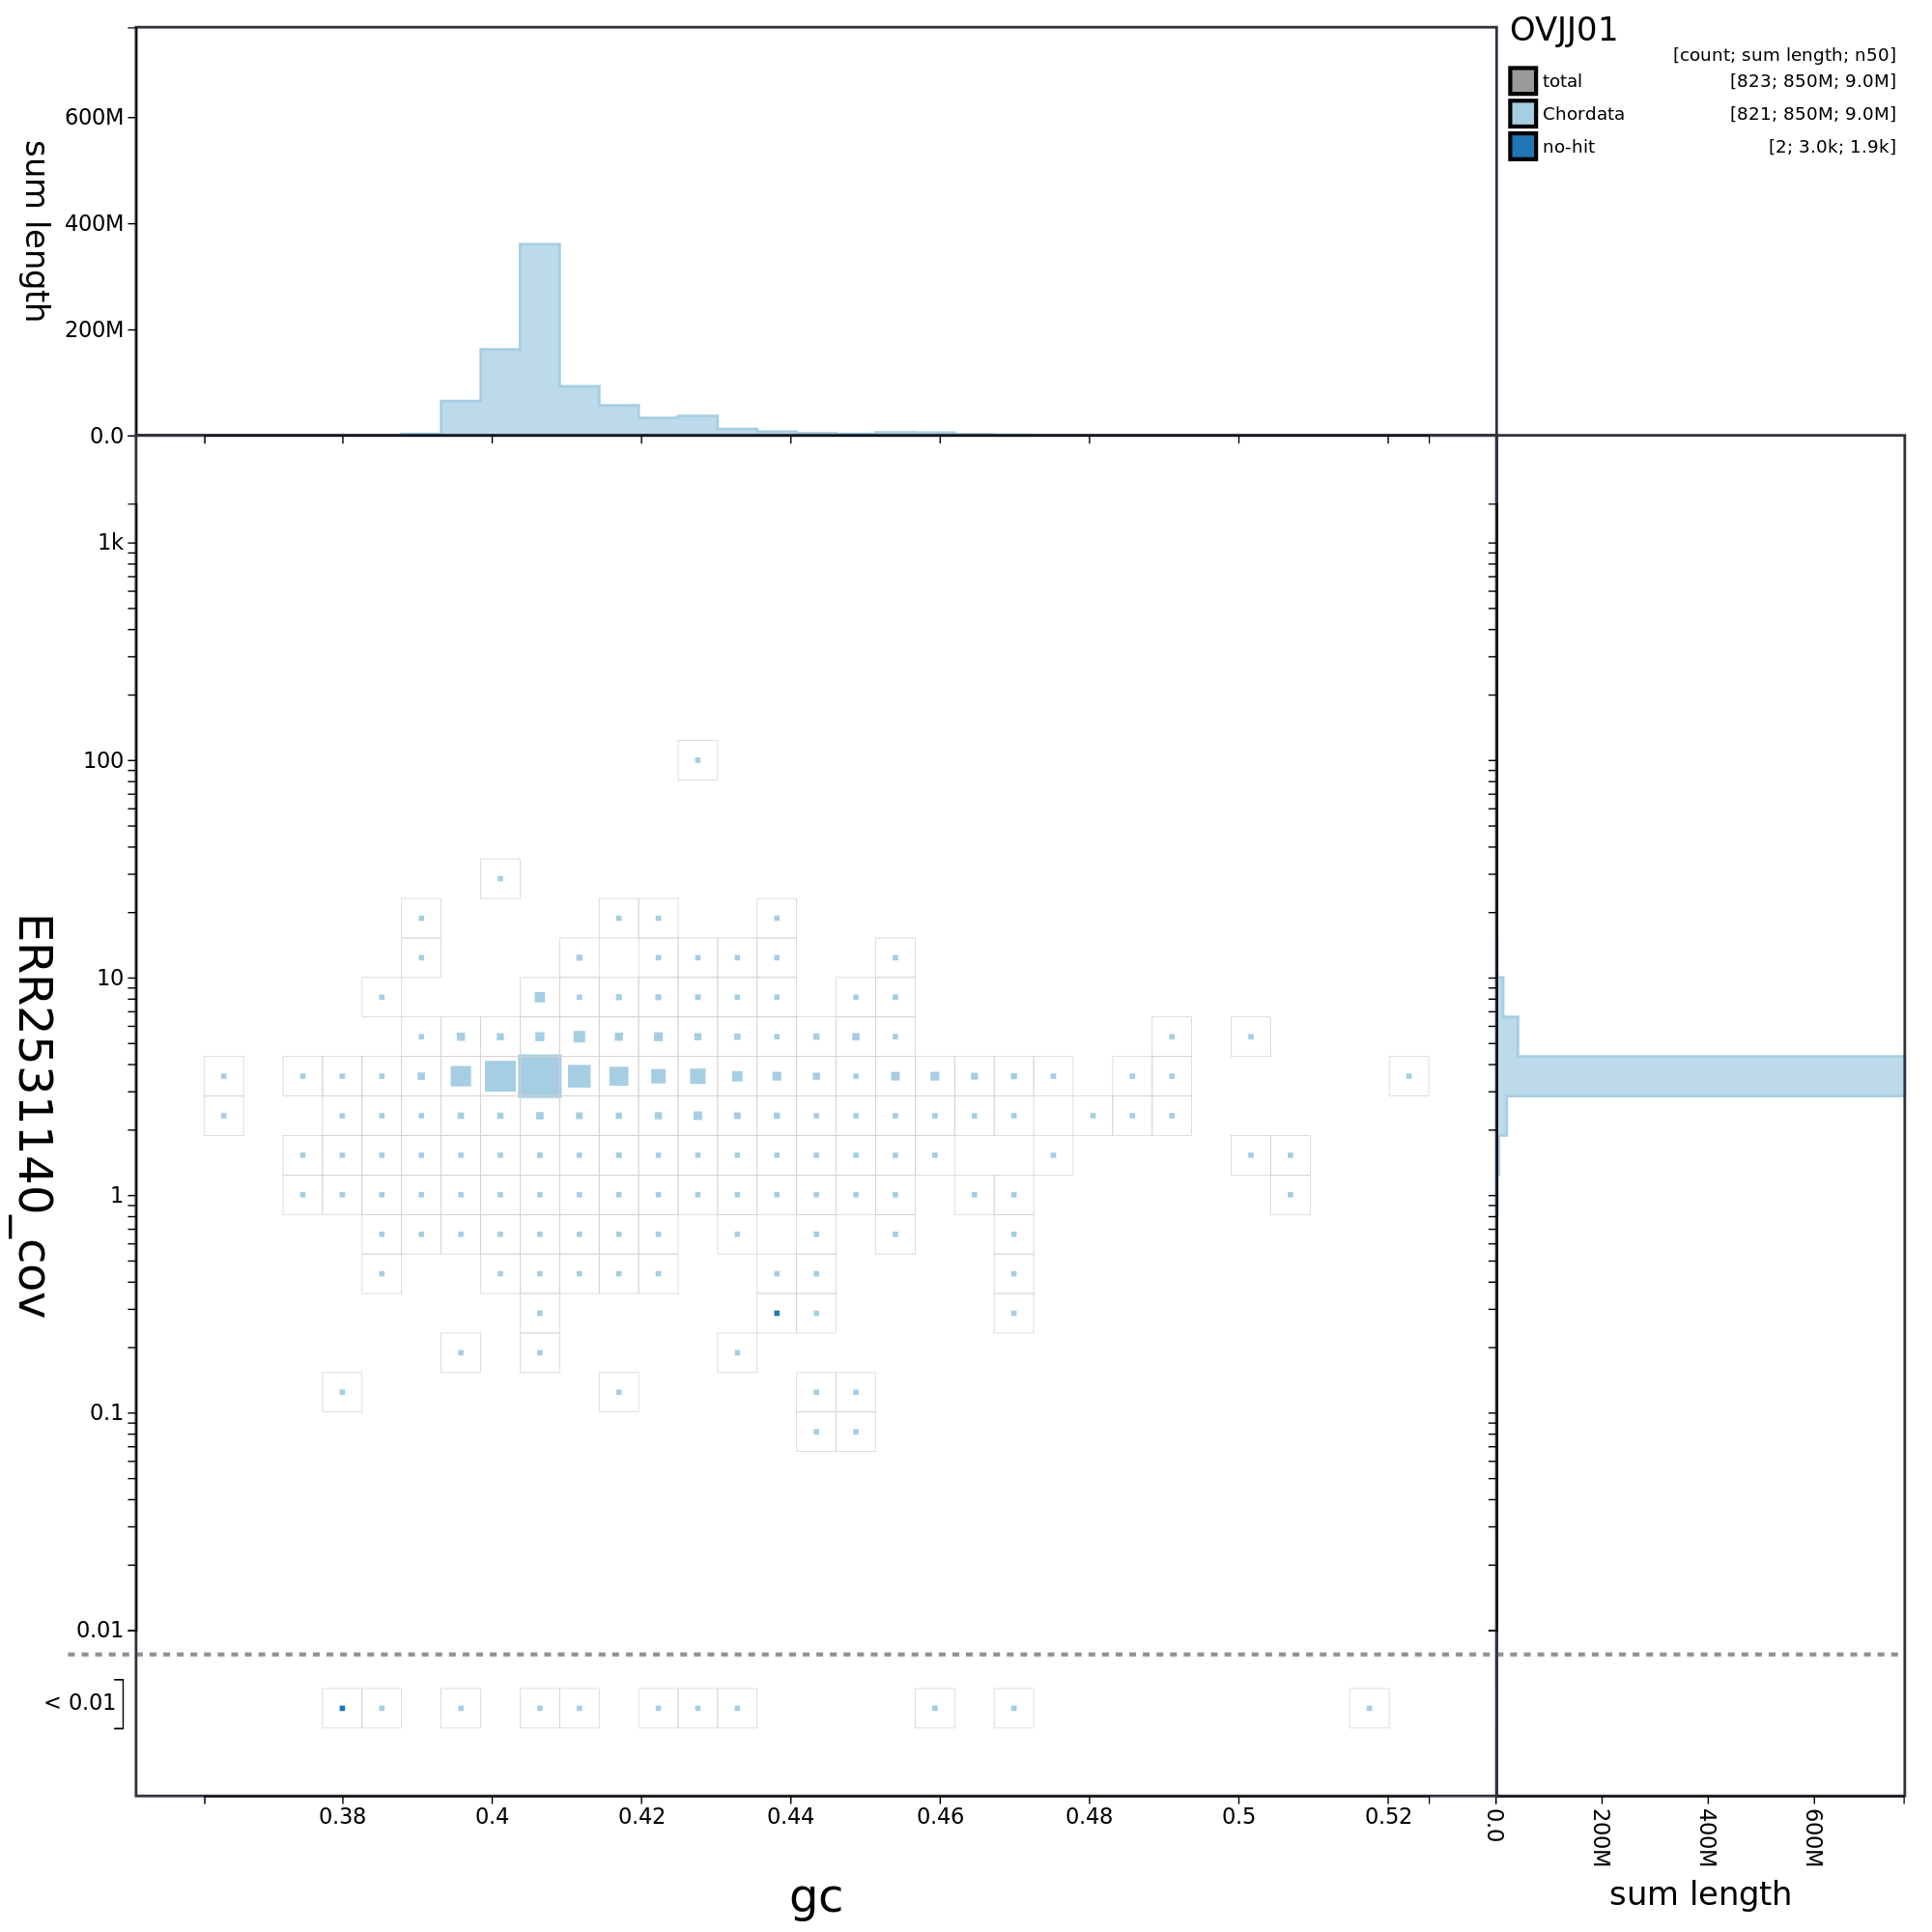 OVJJ01
[count; sum length; n50]
total [823; 850M; 9.0M]
Chordata [821; 850M; 9.0M]
no-hit [2; 3.0k; 1.9k]
sum length
600M
400M
200M
0.0
ERR2531140_cov
1k
100
10
1
0.1
0.01
< 0.01
0.38 0.4 0.42 0.44 0.46 0.48 0.5 0.52
gc
0.0 200M 400M 600M
sum length